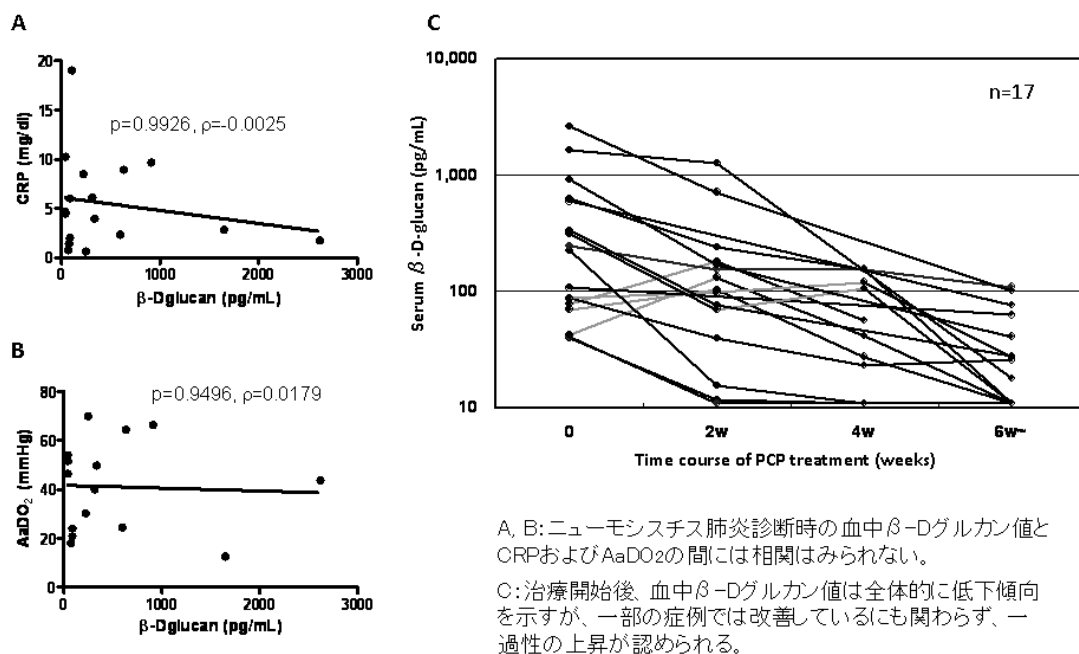 A
CRP (mg/dl)
20
15
10
5
0
p=0.9926, ρ=-0.0025
0 1000 2000 3000
β-Dglucan (pg/mL)
B
AaDO2 (mmHg)
80
60
40
20
0
p=0.9496, ρ=0.0179
0 1000 2000 3000
β-Dglucan (pg/mL)
C
Serum β-D-glucan (pg/mL)
10,000
1,000
100
10
n=17
0 2w 4w 6w~
Time course of PCP treatment (weeks)
A, B:ニューモシスチス肺炎診断時の血中β-Dグルカン値と
CRPおよびAaDO2の間には相関はみられない。
C:治療開始後、血中β-Dグルカン値は全体的に低下傾向
を示すが、一部の症例では改善しているにも関わらず、一
過性の上昇が認められる。